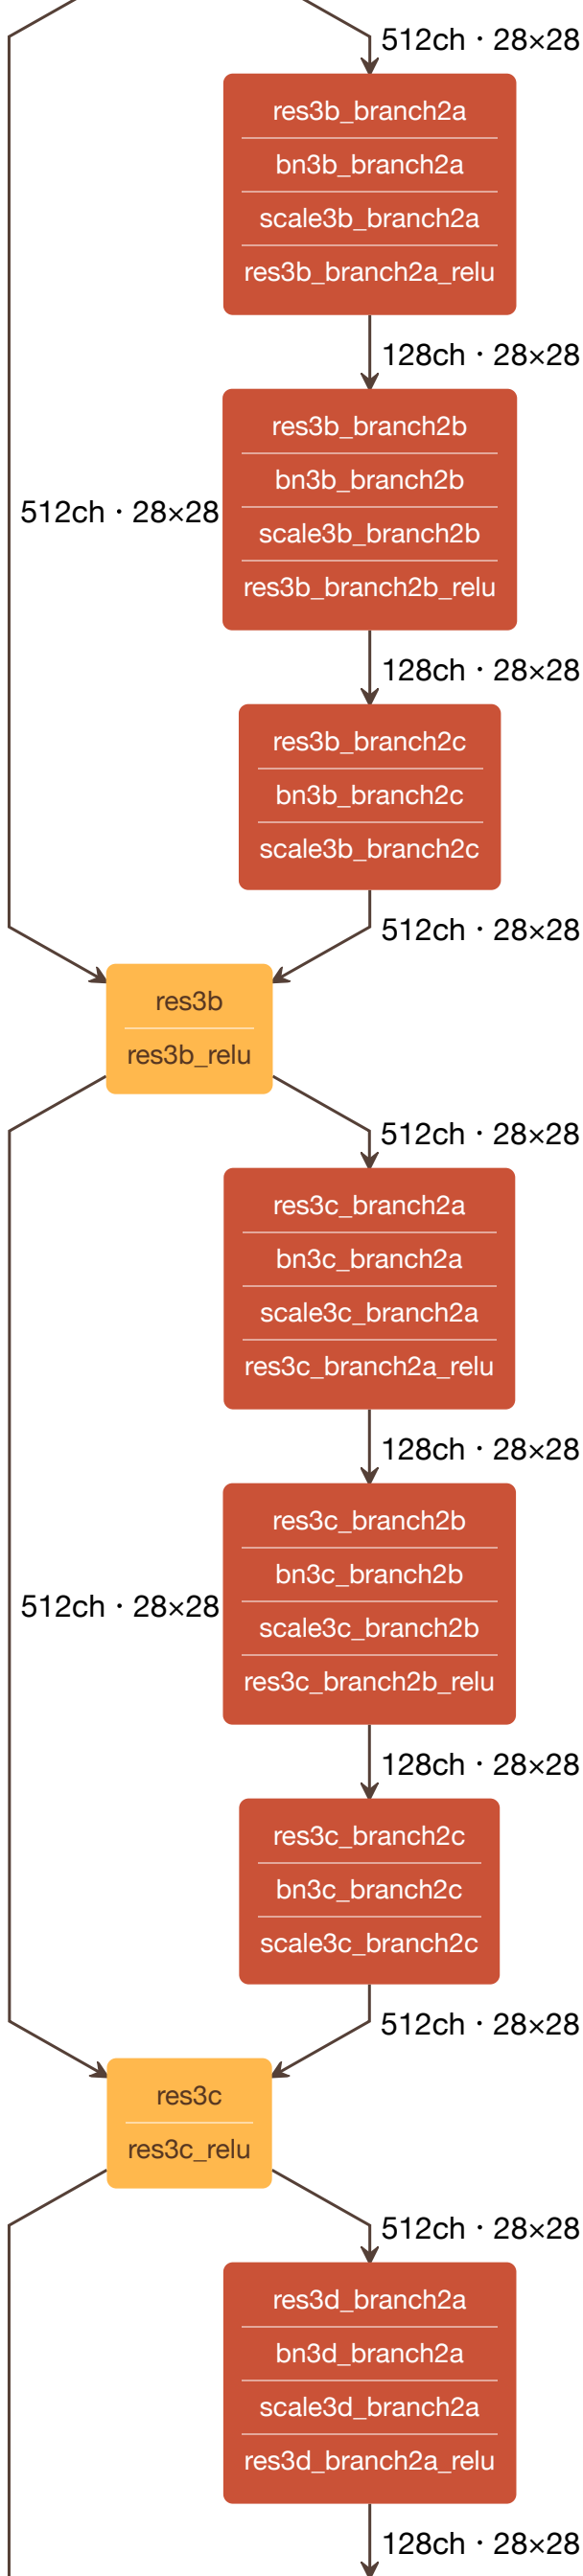 512ch · 28×28
res3b_branch2a
bn3b_branch2a
scale3b_branch2a
res3b_branch2a_relu
128ch · 28×28
res3b_branch2b
bn3b_branch2b
512ch · 28×28
scale3b_branch2b
res3b_branch2b_relu
128ch · 28×28
res3b_branch2c
bn3b_branch2c
scale3b_branch2c
512ch · 28×28
res3b
res3b_relu
512ch · 28×28
res3c_branch2a
bn3c_branch2a
scale3c_branch2a
res3c_branch2a_relu
128ch · 28×28
res3c_branch2b
bn3c_branch2b
512ch · 28×28
scale3c_branch2b
res3c_branch2b_relu
128ch · 28×28
res3c_branch2c
bn3c_branch2c
scale3c_branch2c
512ch · 28×28
res3c
res3c_relu
512ch · 28×28
res3d_branch2a
bn3d_branch2a
scale3d_branch2a
res3d_branch2a_relu
128ch · 28×28